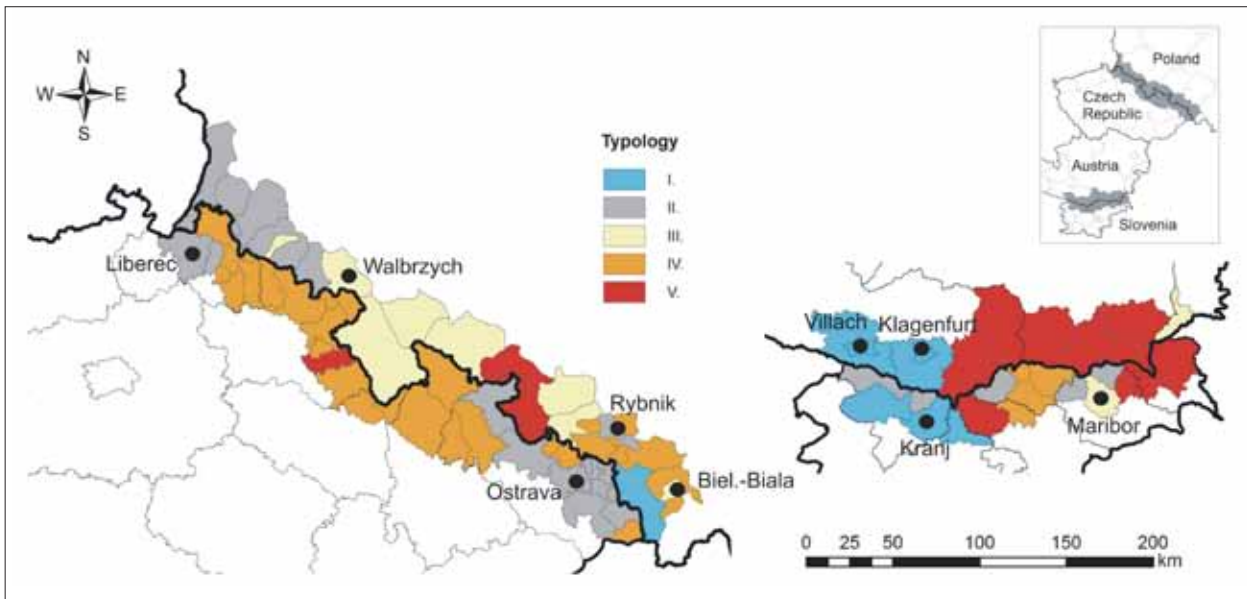 N
W E
S
Typology
I.
II.
III.
IV.
V.
Liberec
Walbrzych
Rybnik
Ostrava
Biel.-Biala
Poland
Czech
Republic
Austria
Slovenia
Villach
Klagenfurt
Kranj
Maribor
0 25 50 100 150 200
km